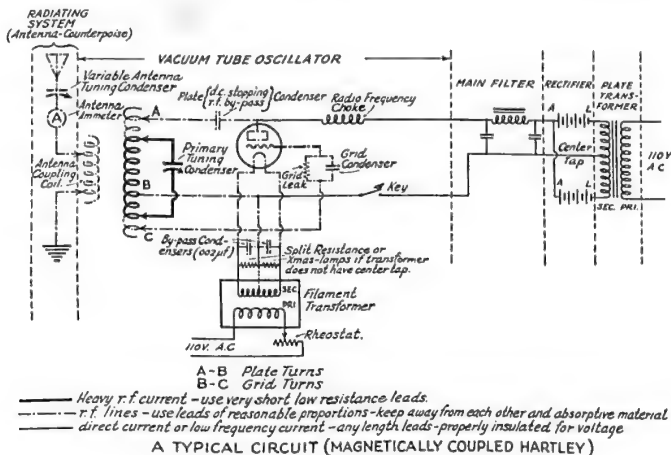 RADIATING
SYSTEM
(Antenna-Counterpoise)
VACUUM TUBE OSCILLATOR
MAIN FILTER
RECTIFIER
PLATE
TRANS-
FORMER
Variable Antenna
Tuning Condenser
Antenna
Ammeter
A
Antenna
Coupling
Coil
A
B
C
Plate {d.c. stopping r.f. by-pass} Condenser
Radio Frequency
Choke
Primary
Tuning
Condenser
Grid
Condenser
Grid
Leak
Key
A L
Center
Tap
A L
SEC. PRI.
110V
A C
By-pass Cond-
ensers (.002µf)
Split Resistance or
Xmas-lamps if transformer
does not have center tap.
SEC
PRI.
Filament
Transformer
110V. A.C
Rheostat.
A-B Plate Turns
B-C Grid Turns
Heavy r.f. current - use very short low resistance leads.
r.f. lines - use leads of reasonable proportions - keep away from each other and absorptive material
direct current or low frequency current - any length leads - properly insulated for voltage
A TYPICAL CIRCUIT (MAGNETICALLY COUPLED HARTLEY)